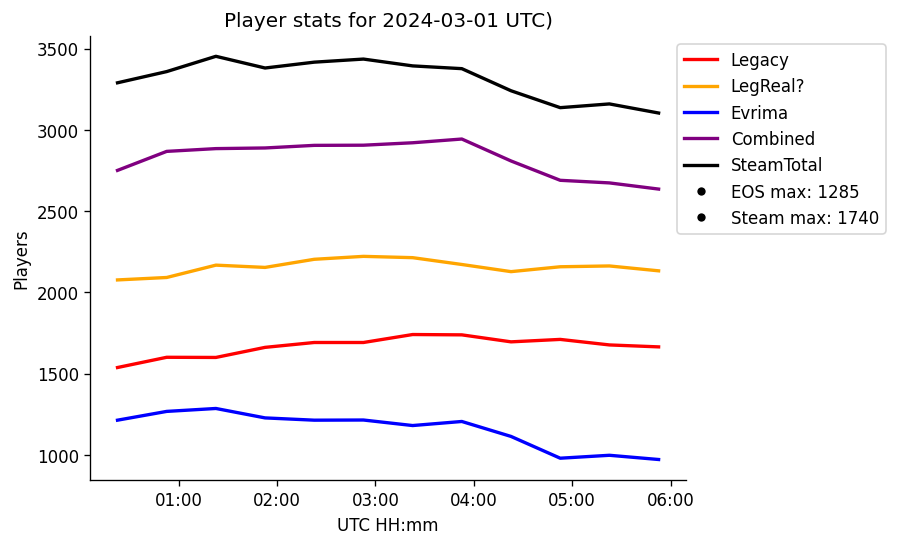 Player stats for 2024-03-01 UTC)
3500
3000
2500
2000
1500
1000
Players
01:00
02:00
03:00
04:00
05:00
06:00
UTC HH:mm
Legacy
LegReal?
Evrima
Combined
SteamTotal
EOS max: 1285
Steam max: 1740